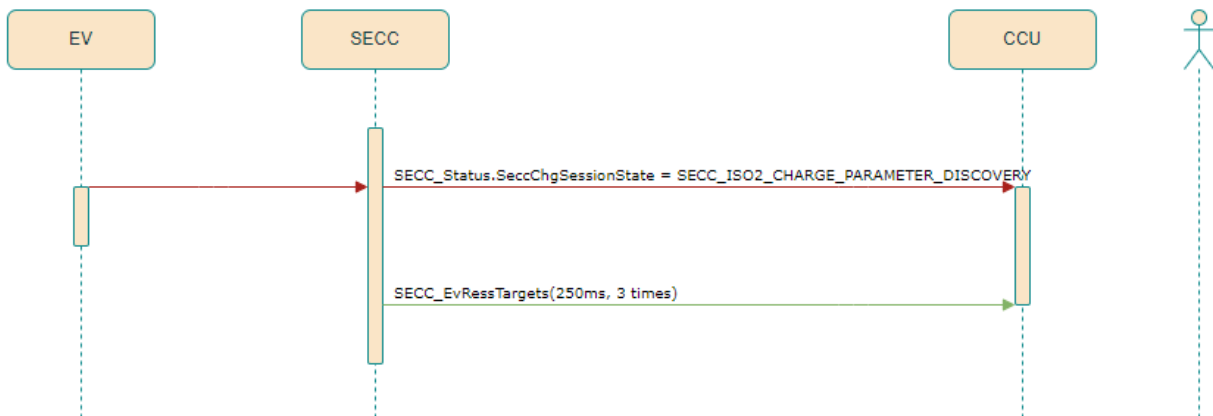 EV
SECC
CCU
SECC_Status.SeccChgSessionState = SECC_ISO2_CHARGE_PARAMETER_DISCOVERY
SECC_EvRessTargets(250ms, 3 times)